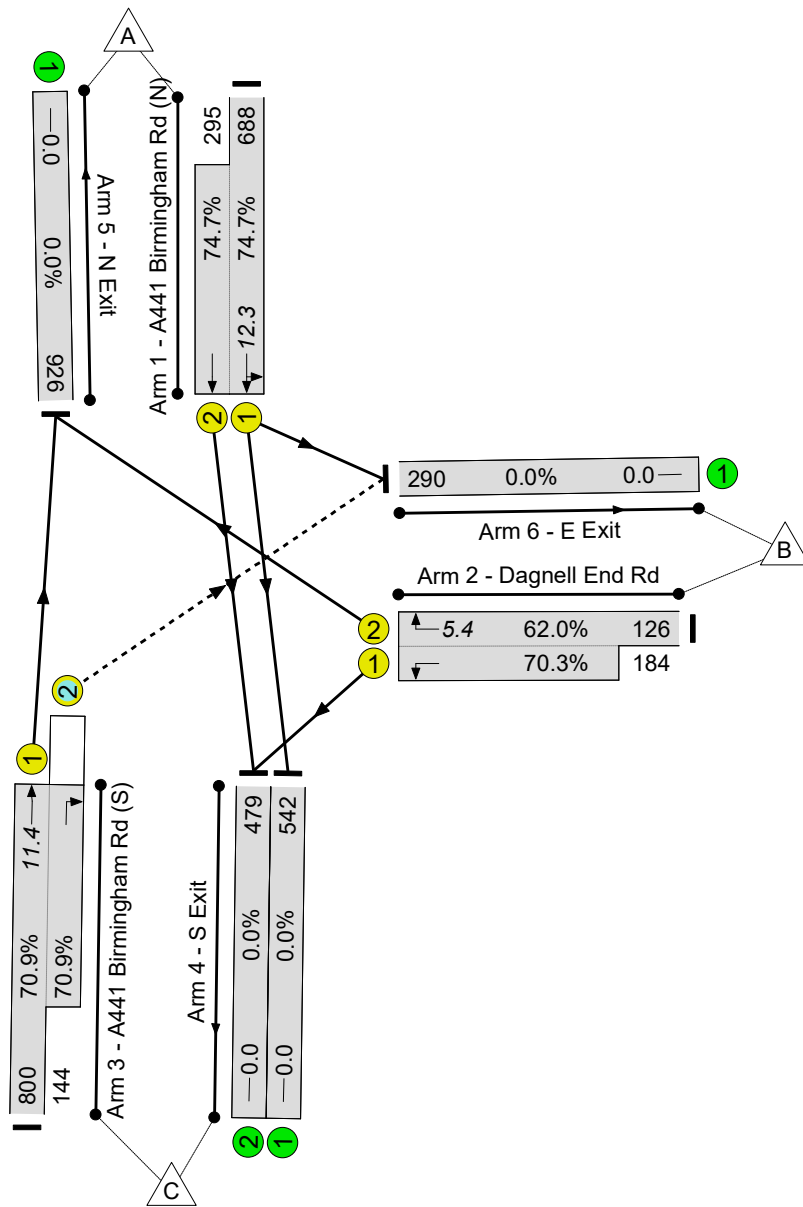 A
1
0.0
0.0%
926
Arm 5 - N Exit
Arm 1 - A441 Birmingham Rd (N)
295
74.7%
2
688
74.7%
12.3
1
290 0.0% 0.0
1
Arm 6 - E Exit
B
Arm 2 - Dagnell End Rd
2
5.4 62.0% 126
1
70.3% 184
2
1
11.4
70.9%
800
70.9%
144
Arm 3 - A441 Birmingham Rd (S)
Arm 4 - S Exit
479
0.0%
0.0
2
542
0.0%
0.0
1
C